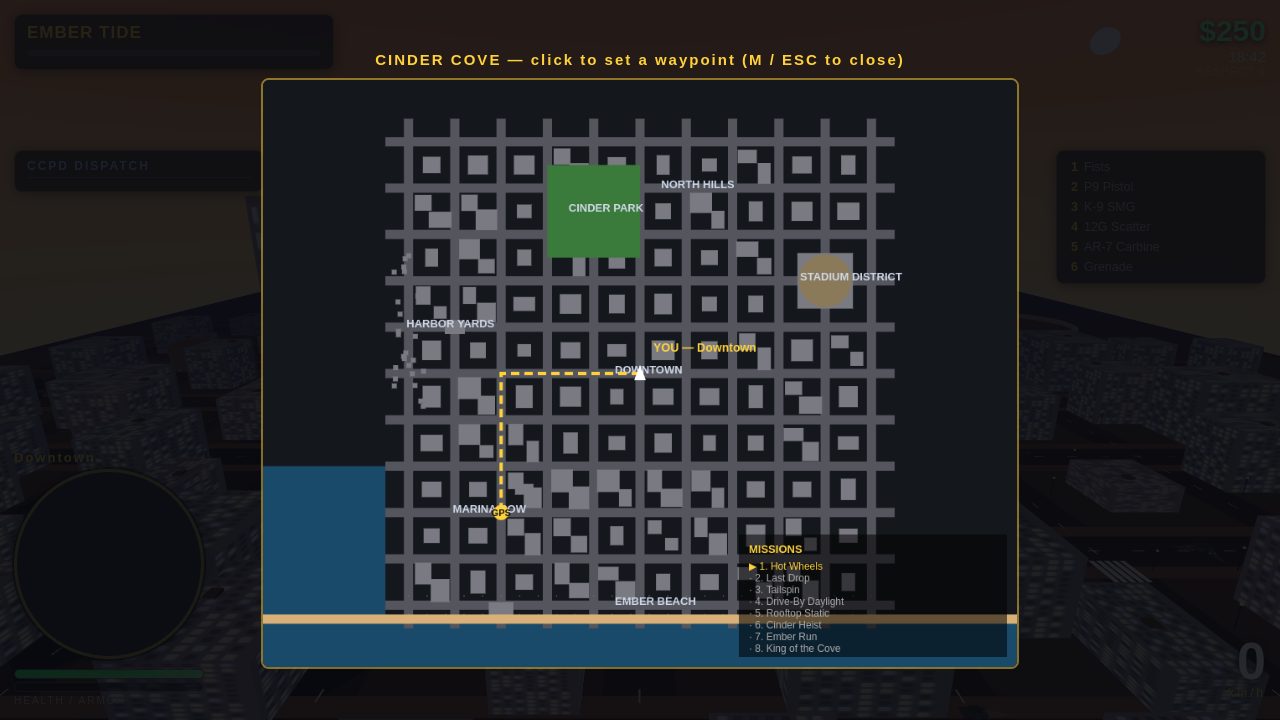 EMBER TIDE
$250
18:42
CINDER COVE — click to set a waypoint (M / ESC to close)
CCPD DISPATCH
1 Fists
2 P9 Pistol
3 K-9 SMG
4 12G Scatter
5 AR-7 Carbine
6 Grenade
NORTH HILLS
CINDER PARK
STADIUM DISTRICT
HARBOR YARDS
YOU — Downtown
DOWNTOWN
Downtown
MARINA ROW
GPS
EMBER BEACH
MISSIONS
▶ 1. Hot Wheels
· 2. Last Drop
· 3. Tailspin
· 4. Drive-By Daylight
· 5. Rooftop Static
· 6. Cinder Heist
· 7. Ember Run
· 8. King of the Cove
0
km/h
HEALTH / ARMOR